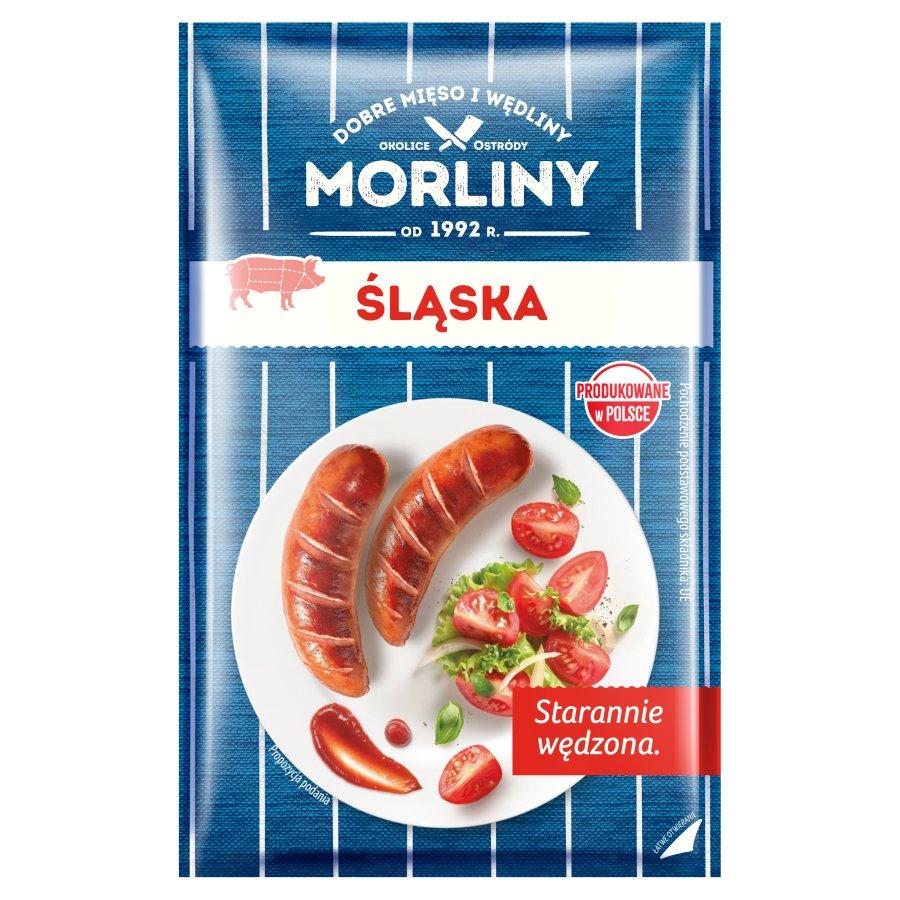 DOBRE MIĘSO I WĘDLINY
OKOLICE OSTRÓDY
MORLINY
OD 1992 R.
ŚLĄSKA
PRODUKOWANE
W POLSCE
Pochodzenie podstawowego składnika: UE
Starannie
wędzona.
Propozycja podania
ŁATWE OTWIERANIE